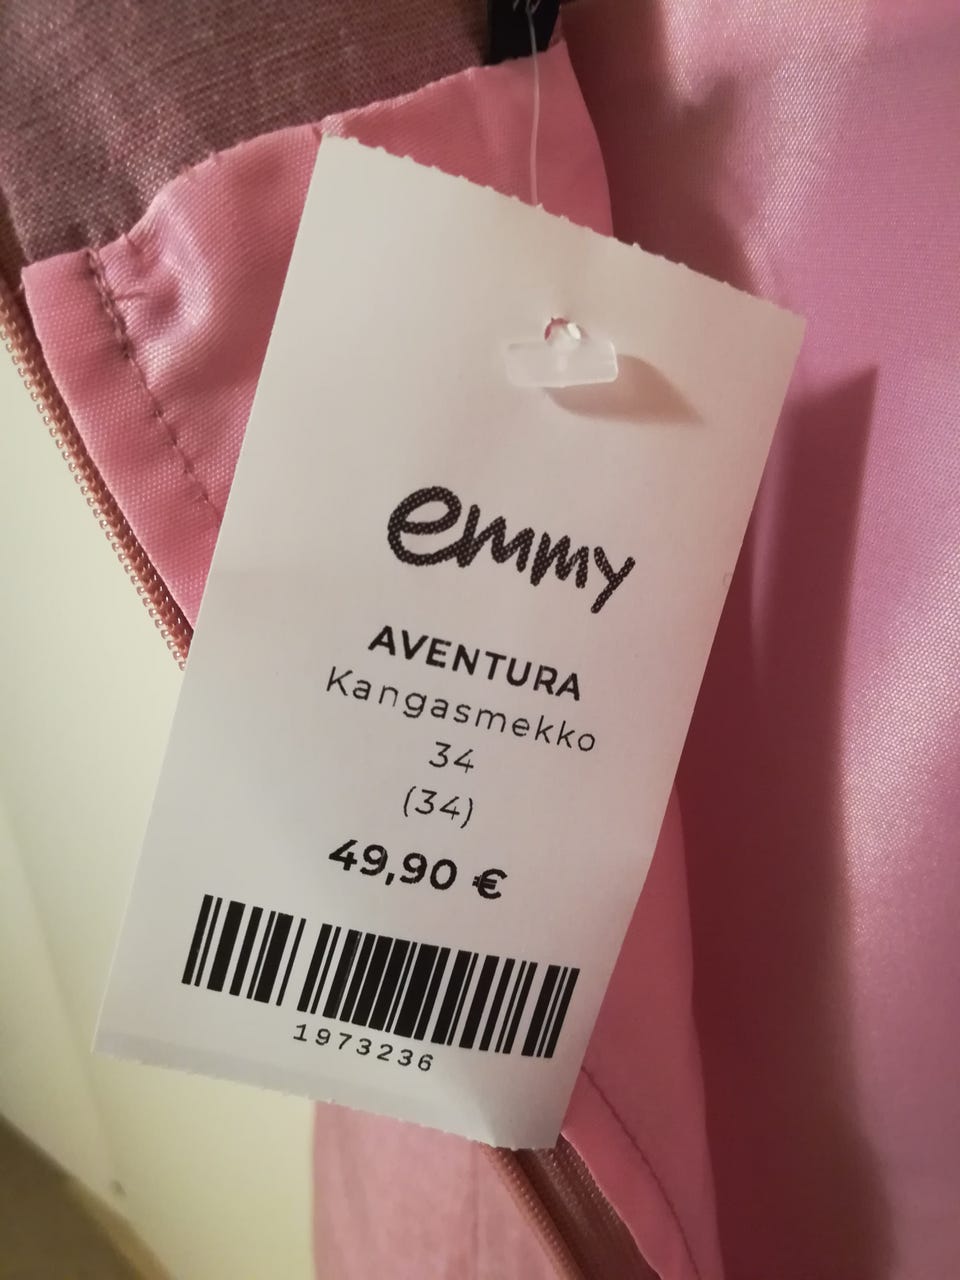 emmy
AVENTURA
Kangasmekko
34
(34)
49,90 €
1973236